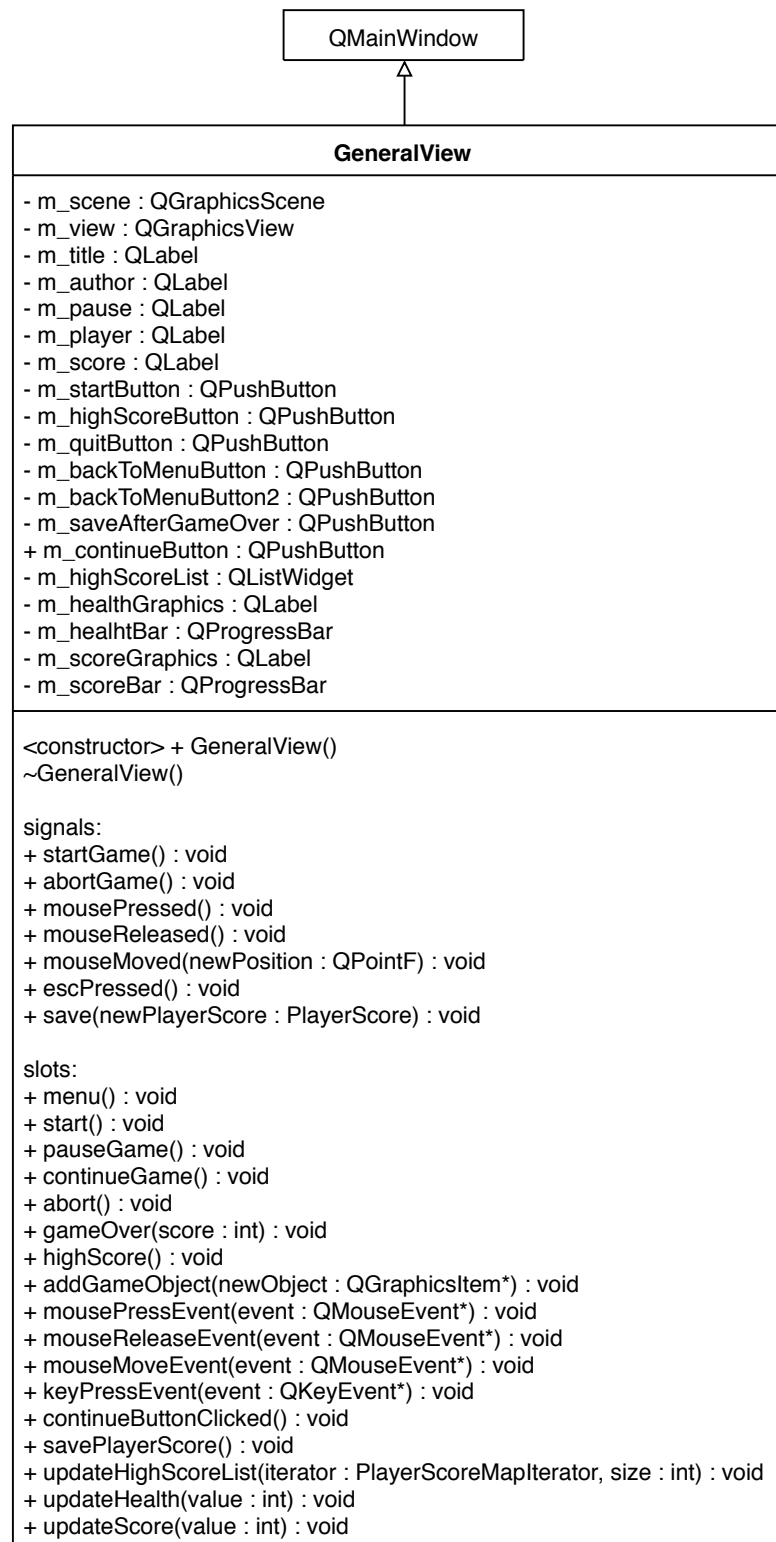 QMainWindow
GeneralView
- m_scene : QGraphicsScene
- m_view : QGraphicsView
- m_title : QLabel
- m_author : QLabel
- m_pause : QLabel
- m_player : QLabel
- m_score : QLabel
- m_startButton : QPushButton
- m_highScoreButton : QPushButton
- m_quitButton : QPushButton
- m_backToMenuButton : QPushButton
- m_backToMenuButton2 : QPushButton
- m_saveAfterGameOver : QPushButton
+ m_continueButton : QPushButton
- m_highScoreList : QListWidget
- m_healthGraphics : QLabel
- m_healhtBar : QProgressBar
- m_scoreGraphics : QLabel
- m_scoreBar : QProgressBar
<constructor> + GeneralView()
~GeneralView()
signals:
+ startGame() : void
+ abortGame() : void
+ mousePressed() : void
+ mouseReleased() : void
+ mouseMoved(newPosition : QPointF) : void
+ escPressed() : void
+ save(newPlayerScore : PlayerScore) : void
slots:
+ menu() : void
+ start() : void
+ pauseGame() : void
+ continueGame() : void
+ abort() : void
+ gameOver(score : int) : void
+ highScore() : void
+ addGameObject(newObject : QGraphicsItem*) : void
+ mousePressEvent(event : QMouseEvent*) : void
+ mouseReleaseEvent(event : QMouseEvent*) : void
+ mouseMoveEvent(event : QMouseEvent*) : void
+ keyPressEvent(event : QKeyEvent*) : void
+ continueButtonClicked() : void
+ savePlayerScore() : void
+ updateHighScoreList(iterator : PlayerScoreMapIterator, size : int) : void
+ updateHealth(value : int) : void
+ updateScore(value : int) : void